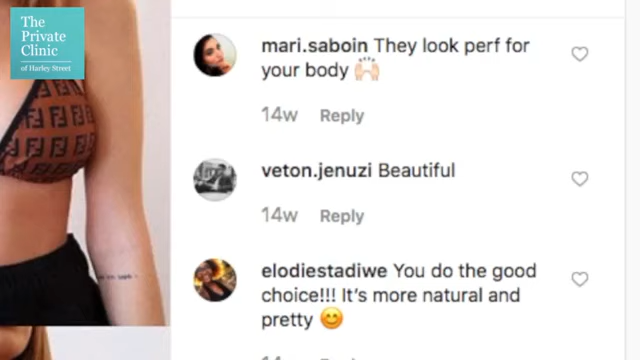 The
Private
Clinic
of Harley Street
mari.saboin They look perf for
your body 🙌🏻
14w Reply
veton.jenuzi Beautiful
14w Reply
elodiestadiwe You do the good
choice!!! It's more natural and
pretty 😊